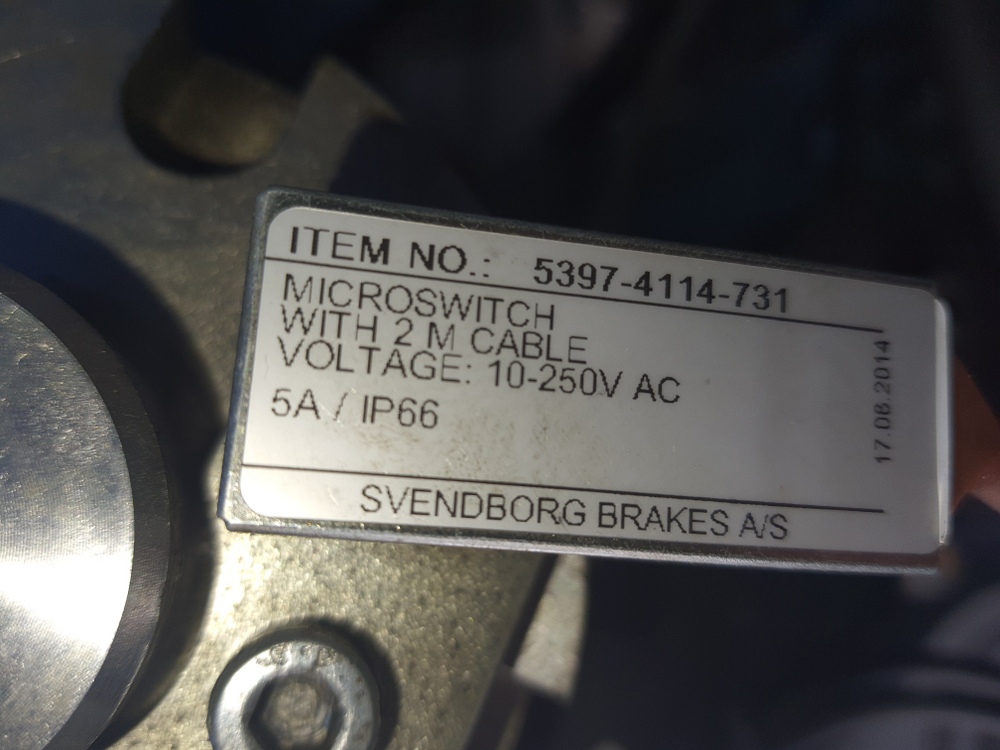 ITEM NO.: 5397-4114-731
MICROSWITCH
WITH 2 M CABLE
VOLTAGE: 10-250V AC
5A / IP66
17.06.2014
SVENDBORG BRAKES A/S